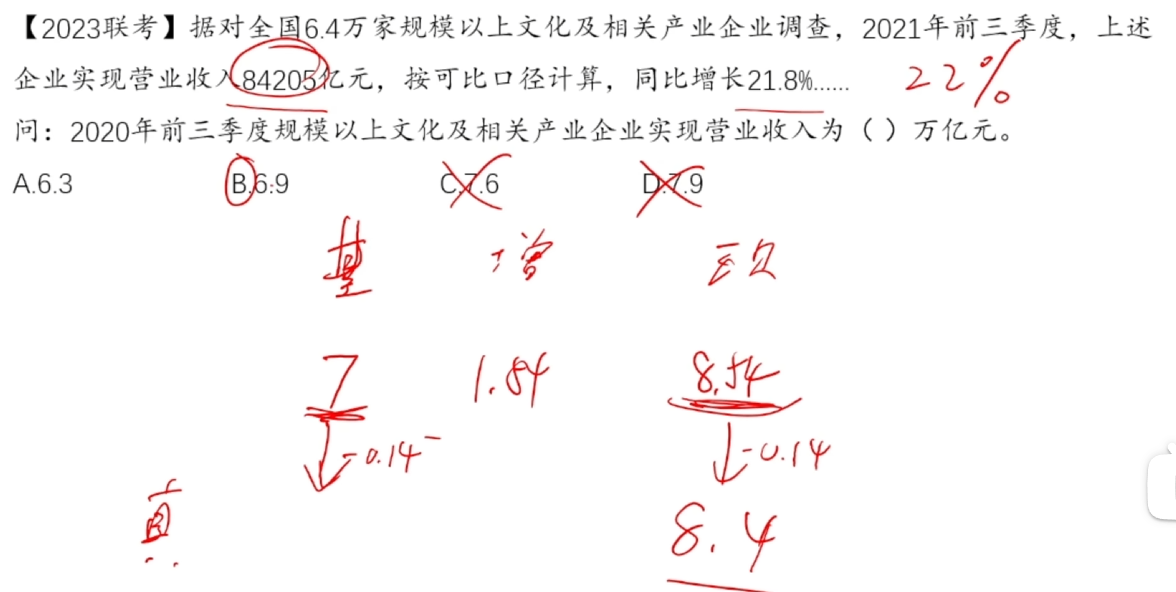 【2023联考】据对全国6.4万家规模以上文化及相关产业企业调查，2021年前三季度，上述
企业实现营业收入84205亿元，按可比口径计算，同比增长21.8%…… 22%
问：2020年前三季度规模以上文化及相关产业企业实现营业收入为（ ）万亿元。
A.6.3 B.6.9 C.7.6 D.7.9
基 增 现
7 1.54 8.54
-0.14 -0.14
真 8.4